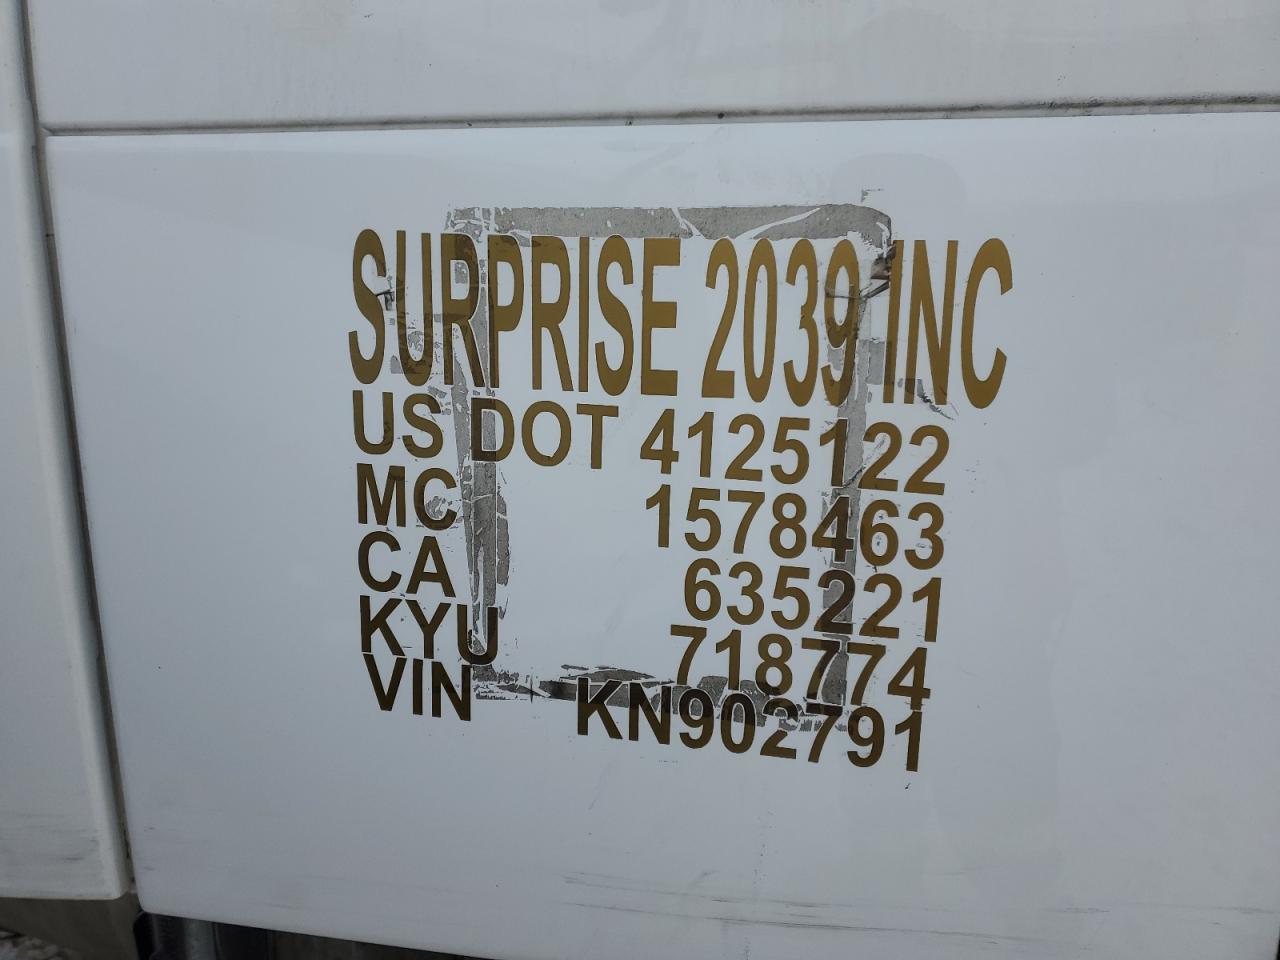 SURPRISE 2039 INC
US DOT 4125122
MC 1578463
CA 635221
KYU 718774
VIN KN902791